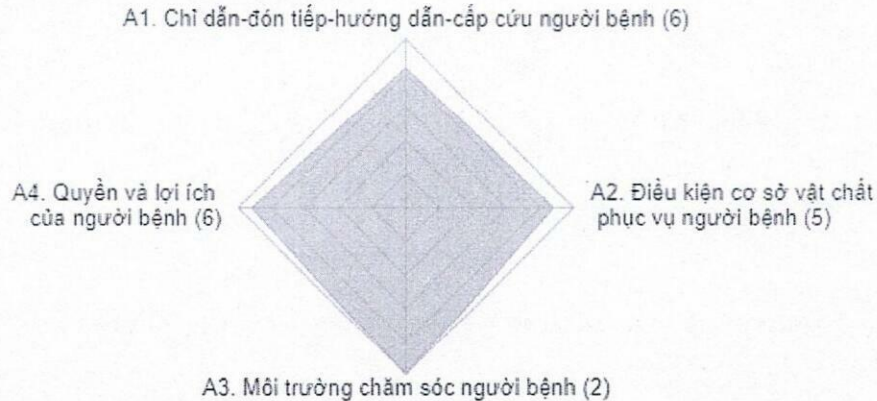 A1. Chỉ dẫn-đón tiếp-hướng dẫn-cấp cứu người bệnh (6)
A4. Quyền và lợi ích
của người bệnh (6)
A2. Điều kiện cơ sở vật chất
phục vụ người bệnh (5)
A3. Môi trường chăm sóc người bệnh (2)